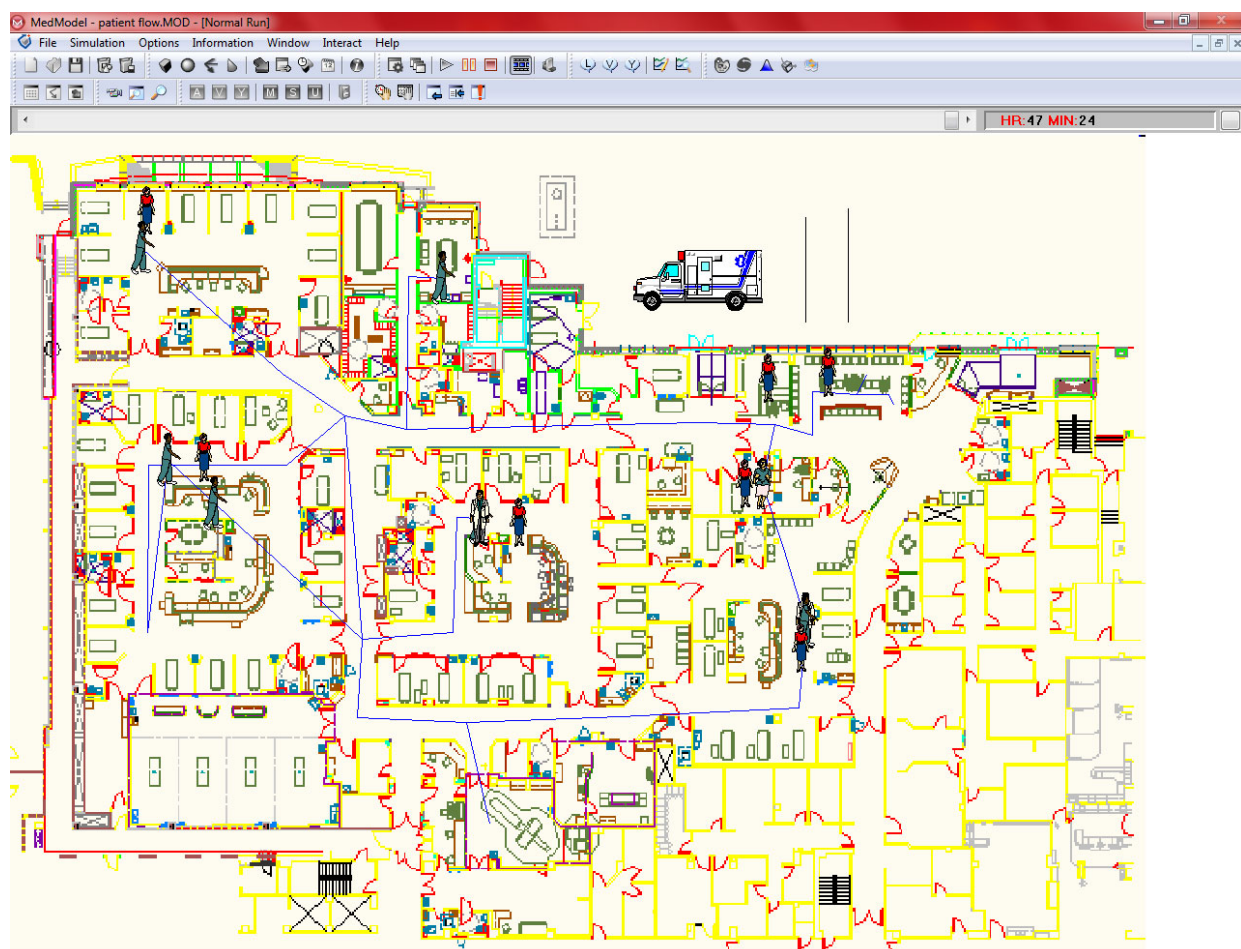 MedModel - patient flow.MOD - [Normal Run]
File Simulation Options Information Window Interact Help
L V V
A V Y M S U
HR:47 MIN:24